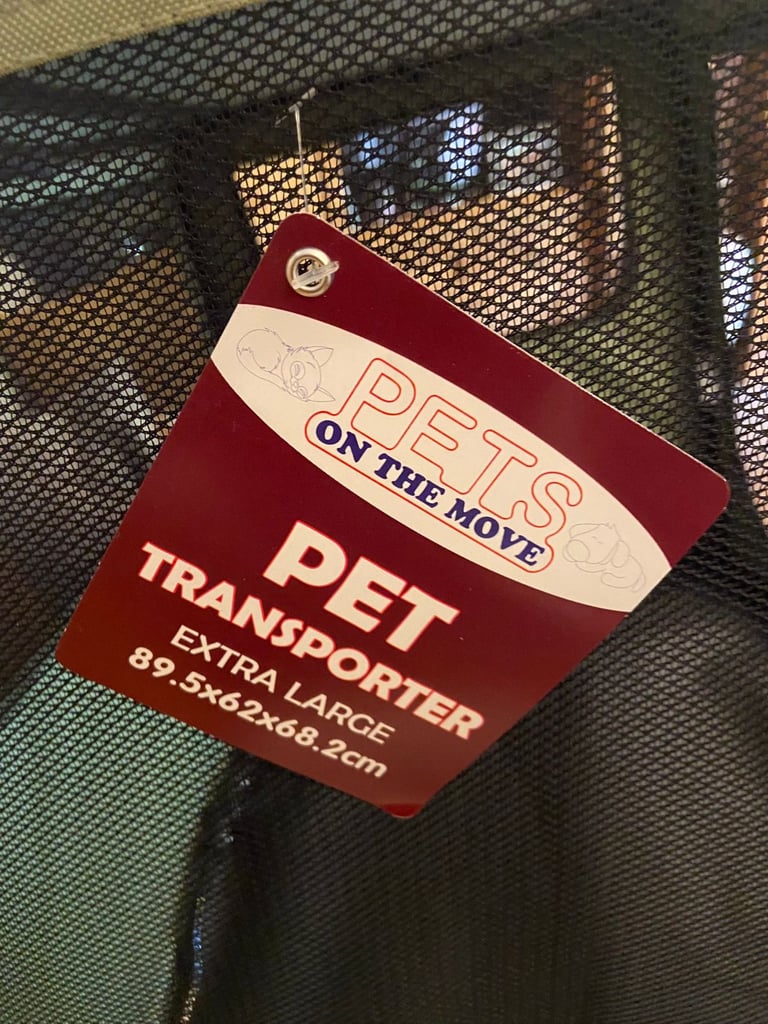 PETS
ON THE MOVE
PET
TRANSPORTER
EXTRA LARGE
89.5x62x68.2cm